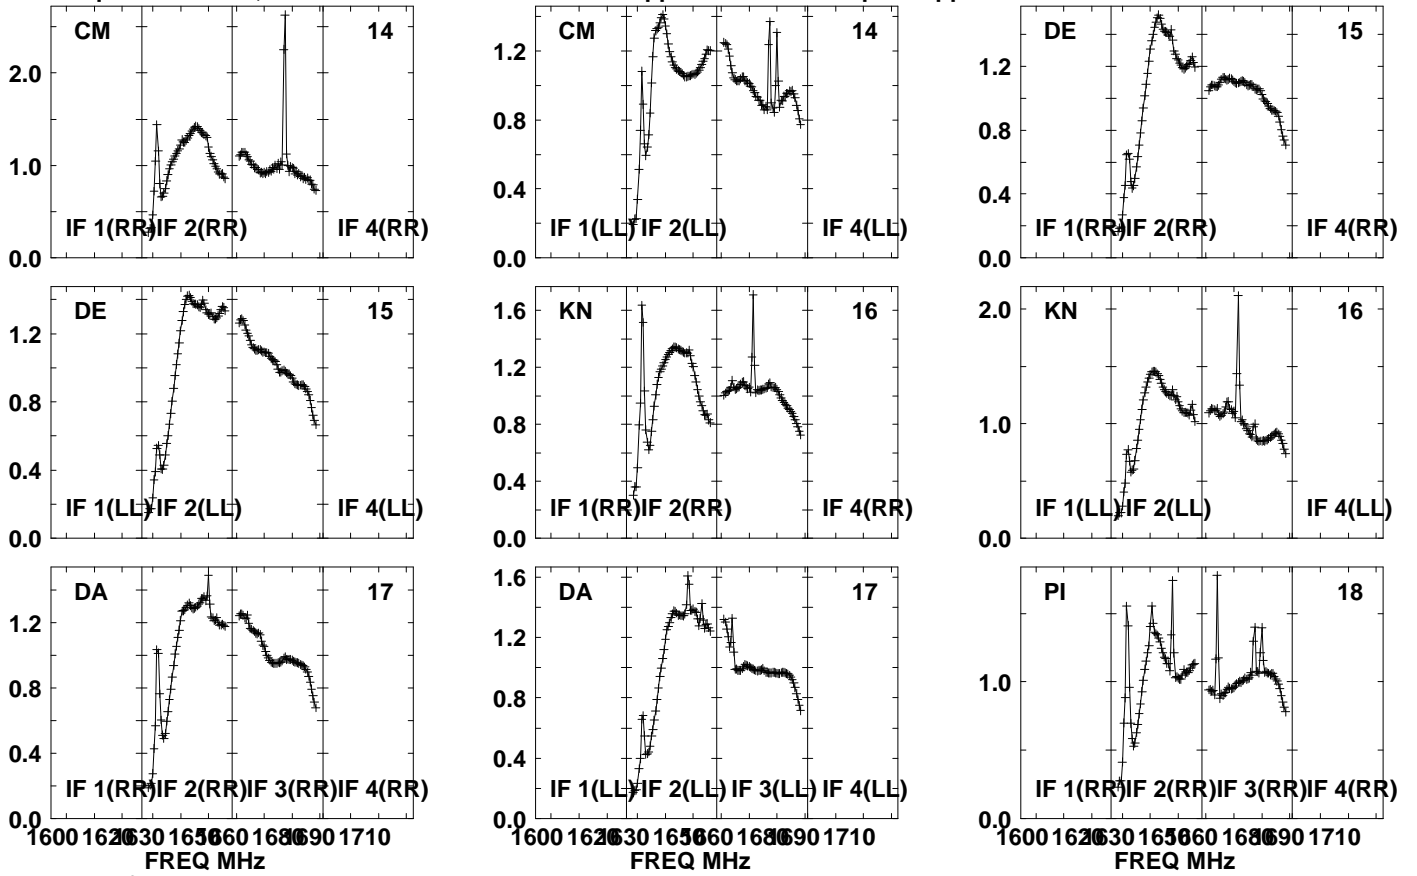 CM 14 CM 14 DE 15
2.0 1.2 1.2
1.0 0.8 0.8
0.4 0.4
IF 1(RR) IF 2(RR) IF 4(RR) IF 1(LL) IF 2(LL) IF 4(LL) IF 1(RR) IF 2(RR) IF 4(RR)
0.0 0.0 0.0
DE 15 KN 16 KN 16
1.6 2.0
1.2 1.2
0.8 0.8 1.0
0.4 0.4
IF 1(LL) IF 2(LL) IF 4(LL) IF 1(RR) IF 2(RR) IF 4(RR) IF 1(LL) IF 2(LL) IF 4(LL)
0.0 0.0 0.0
DA 17 DA 17 PI 18
1.6
1.2 1.2
0.8 0.8 1.0
0.4 0.4
IF 1(RR) IF 2(RR) IF 3(RR) IF 4(RR) IF 1(LL) IF 2(LL) IF 3(LL) IF 4(LL) IF 1(RR) IF 2(RR) IF 3(RR) IF 4(RR)
0.0 0.0 0.0
1600 1620 1630 1650 1660 1680 1690 1710 1600 1620 1630 1650 1660 1680 1690 1710 1600 1620 1630 1650 1660 1680 1690 1710
FREQ MHz FREQ MHz FREQ MHz